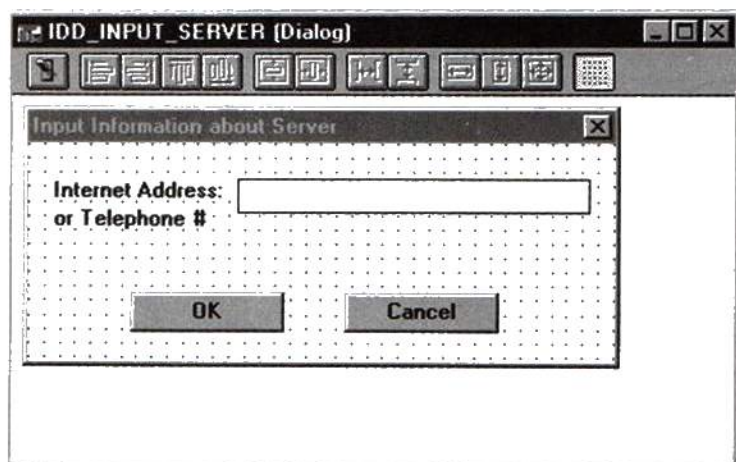 IDD_INPUT_SERVER (Dialog)
Input Information about Server
Internet Address:
or Telephone #
OK
Cancel